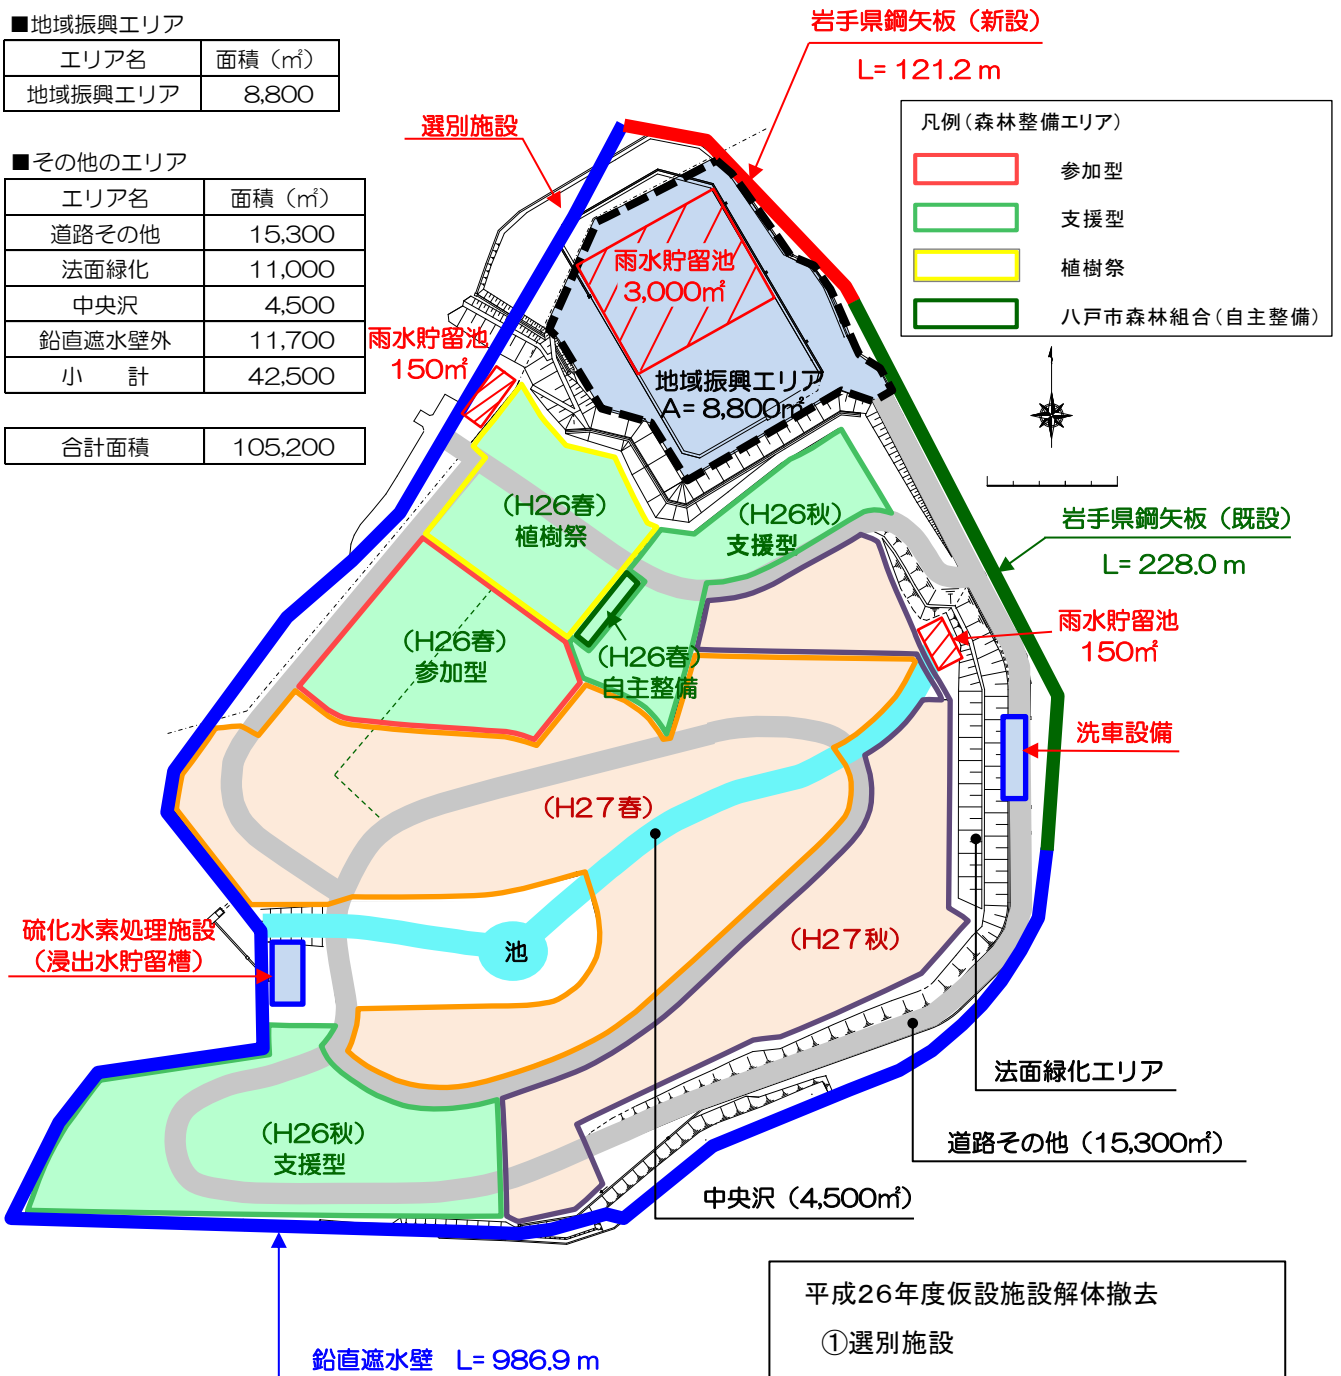 ■地域振興エリア
エリア名 面積（㎡）
地域振興エリア 8,800
■その他のエリア
エリア名 面積（㎡）
道路その他 15,300
法面緑化 11,000
中央沢 4,500
鉛直遮水壁外 11,700
小　計 42,500
合計面積 105,200
岩手県鋼矢板（新設）
L= 121.2 m
選別施設
凡例（森林整備エリア）
参加型
支援型
植樹祭
八戸市森林組合（自主整備）
雨水貯留池
3,000㎡
雨水貯留池
150㎡
地域振興エリア
A= 8,800㎡
（H26春）
植樹祭
（H26秋）
支援型
岩手県鋼矢板（既設）
L= 228.0 m
雨水貯留池
150㎡
（H26春）
参加型
（H26春）
自主整備
洗車設備
（H27春）
硫化水素処理施設
（浸出水貯留槽）
池
（H27秋）
法面緑化エリア
（H26秋）
支援型
道路その他（15,300㎡）
中央沢（4,500㎡）
平成26年度仮設施設解体撤去
①選別施設
鉛直遮水壁　L= 986.9 m